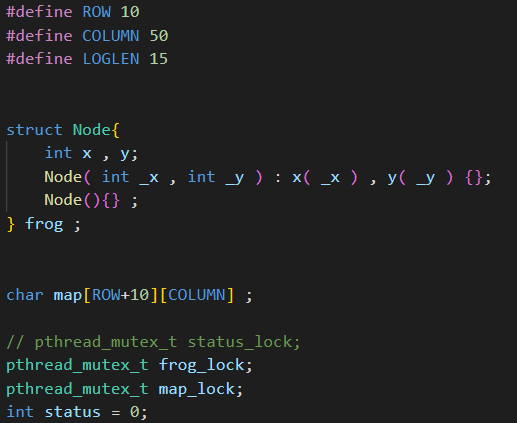 #define ROW 10
#define COLUMN 50
#define LOGLEN 15
struct Node{
    int x , y;
    Node( int _x , int _y ) : x( _x ) , y( _y ) {};
    Node(){} ;
} frog ;
char map[ROW+10][COLUMN] ;
// pthread_mutex_t status_lock;
pthread_mutex_t frog_lock;
pthread_mutex_t map_lock;
int status = 0;